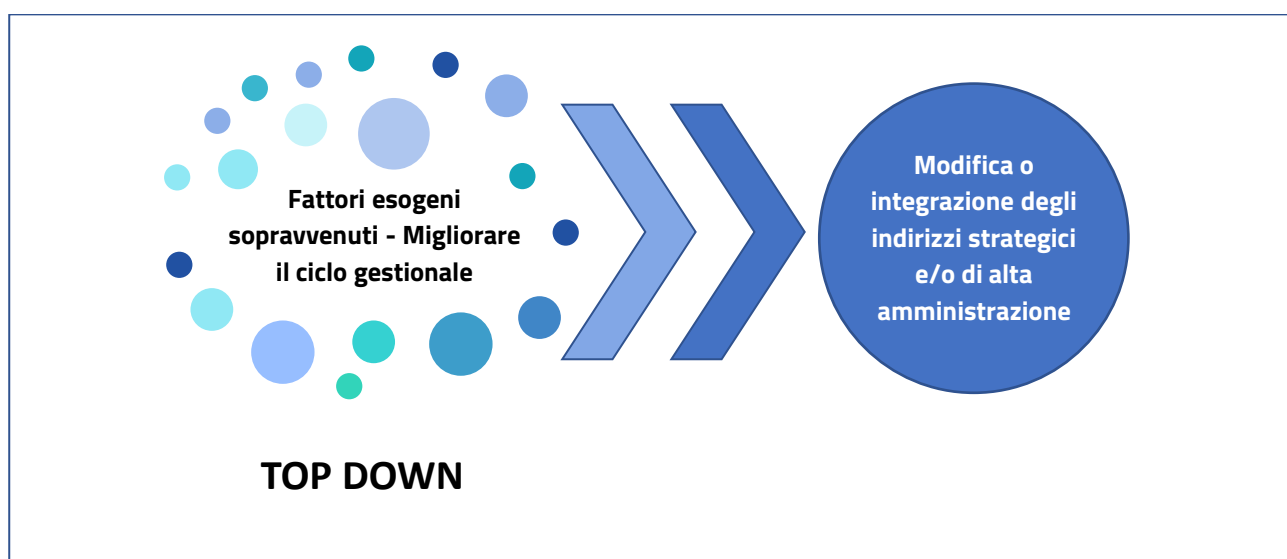 Fattori esogeni
sopravvenuti - Migliorare
il ciclo gestionale
Modifica o
integrazione degli
indirizzi strategici
e/o di alta
amministrazione
TOP DOWN